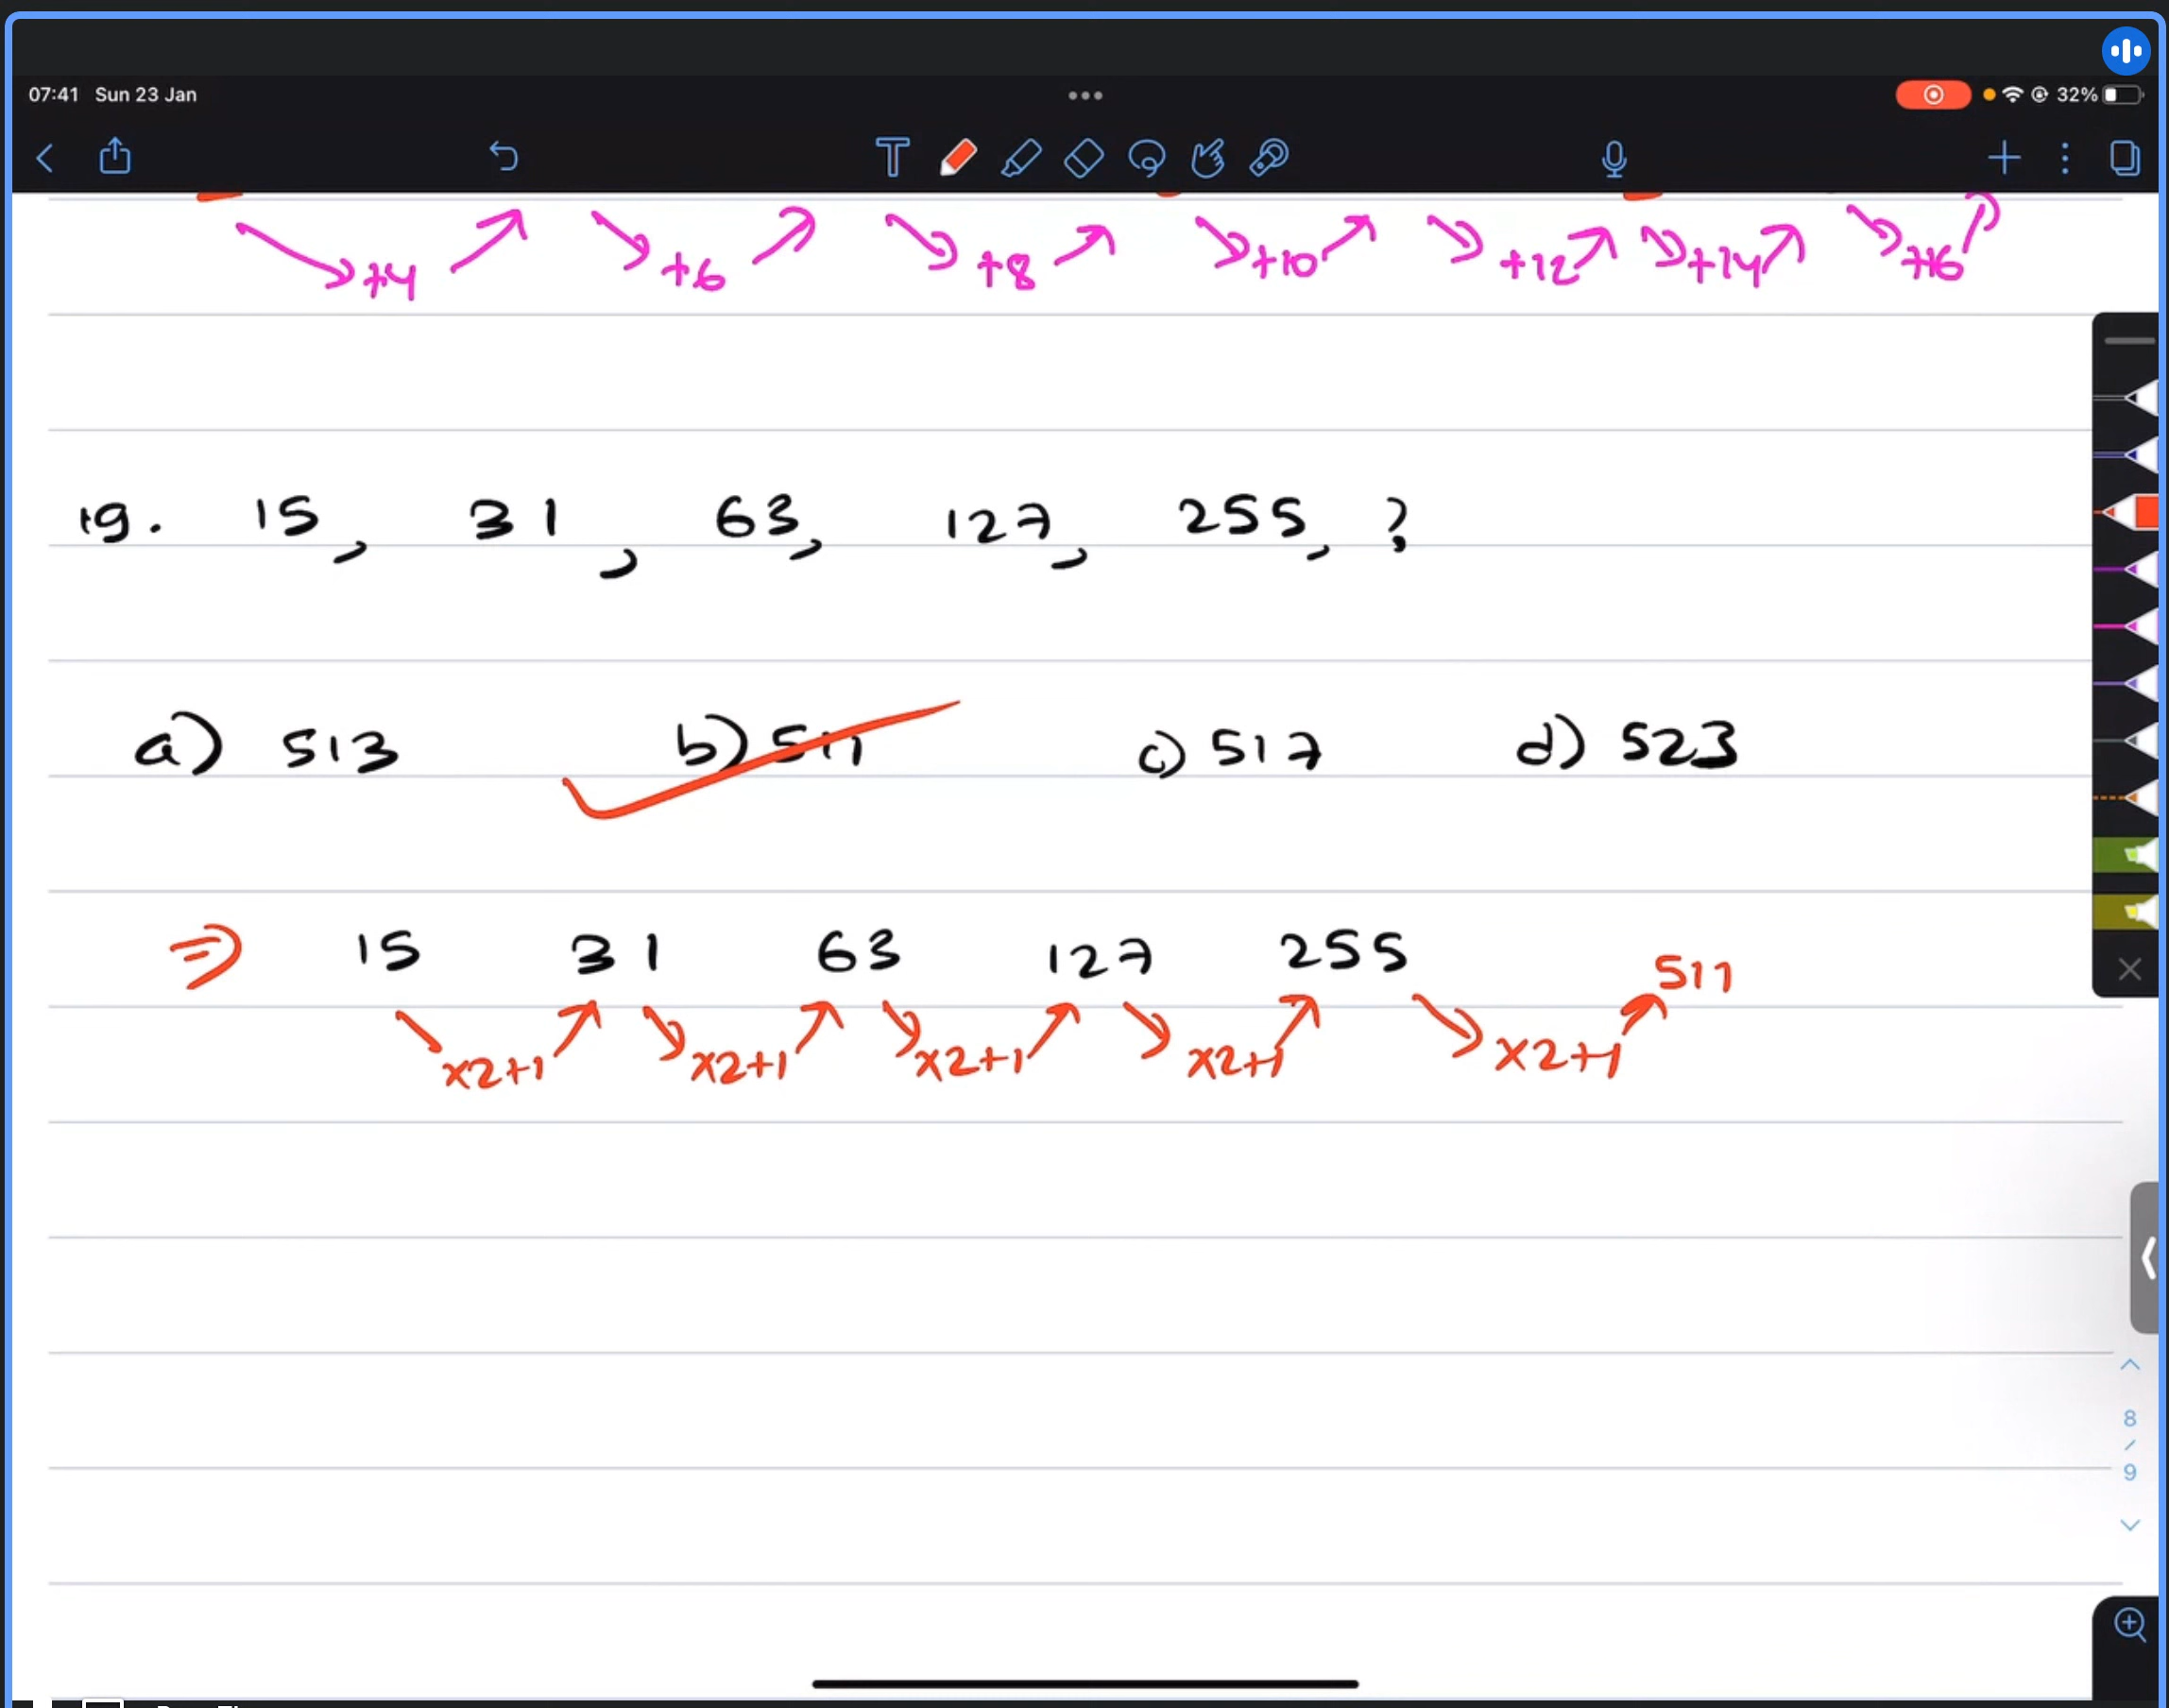 07:41 Sun 23 Jan
32%
T
+4 +6 +8 +10 +12 +14 +16
19. 15, 31, 63, 127, 255, ?
a) 513 b) 511 c) 517 d) 523
⇒ 15 31 63 127 255 511
x2+1 x2+1 x2+1 x2+1 x2+1
8
/
9